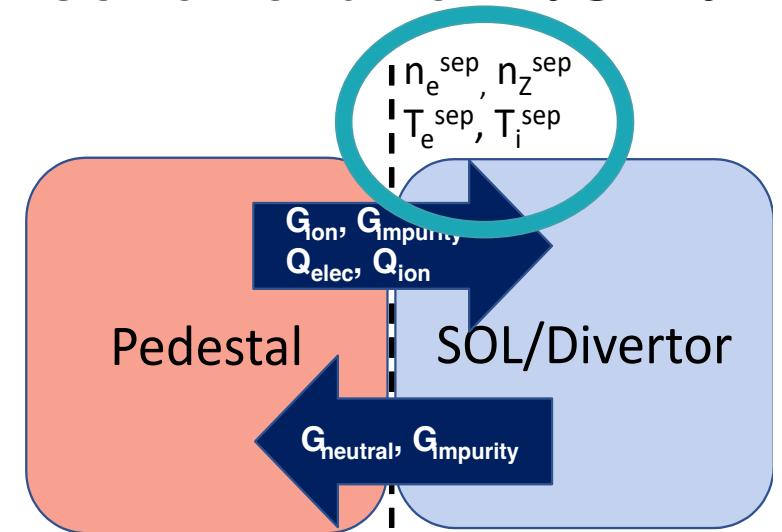 n_e^sep, n_Z^sep
T_e^sep, T_i^sep
G_ion, G_impurity
Q_elec, Q_ion
Pedestal
SOL/Divertor
G_neutral, G_impurity